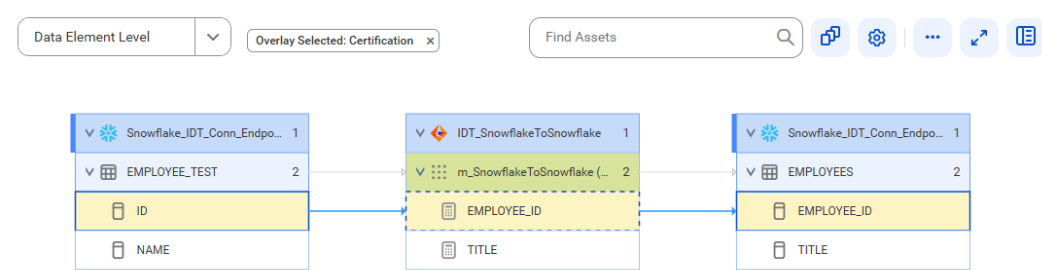 Data Element Level
Overlay Selected: Certification ×
Find Assets
Snowflake_IDT_Conn_Endpo... 1
IDT_SnowflakeToSnowflake 1
Snowflake_IDT_Conn_Endpo... 1
EMPLOYEE_TEST 2
m_SnowflakeToSnowflake (... 2
EMPLOYEES 2
ID
EMPLOYEE_ID
EMPLOYEE_ID
NAME
TITLE
TITLE